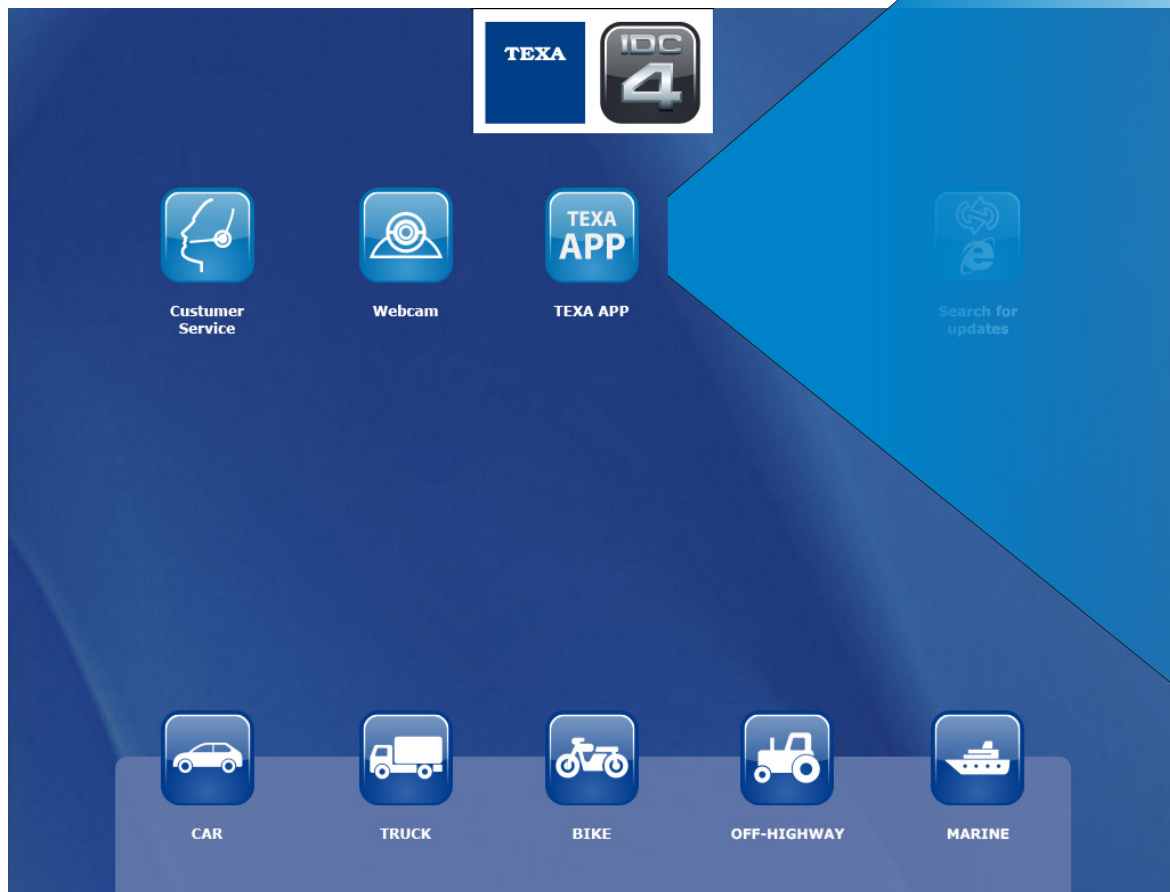 TEXA
IDC
4
TEXA
APP
Custumer
Service
Webcam
TEXA APP
Search for
updates
CAR
TRUCK
BIKE
OFF-HIGHWAY
MARINE